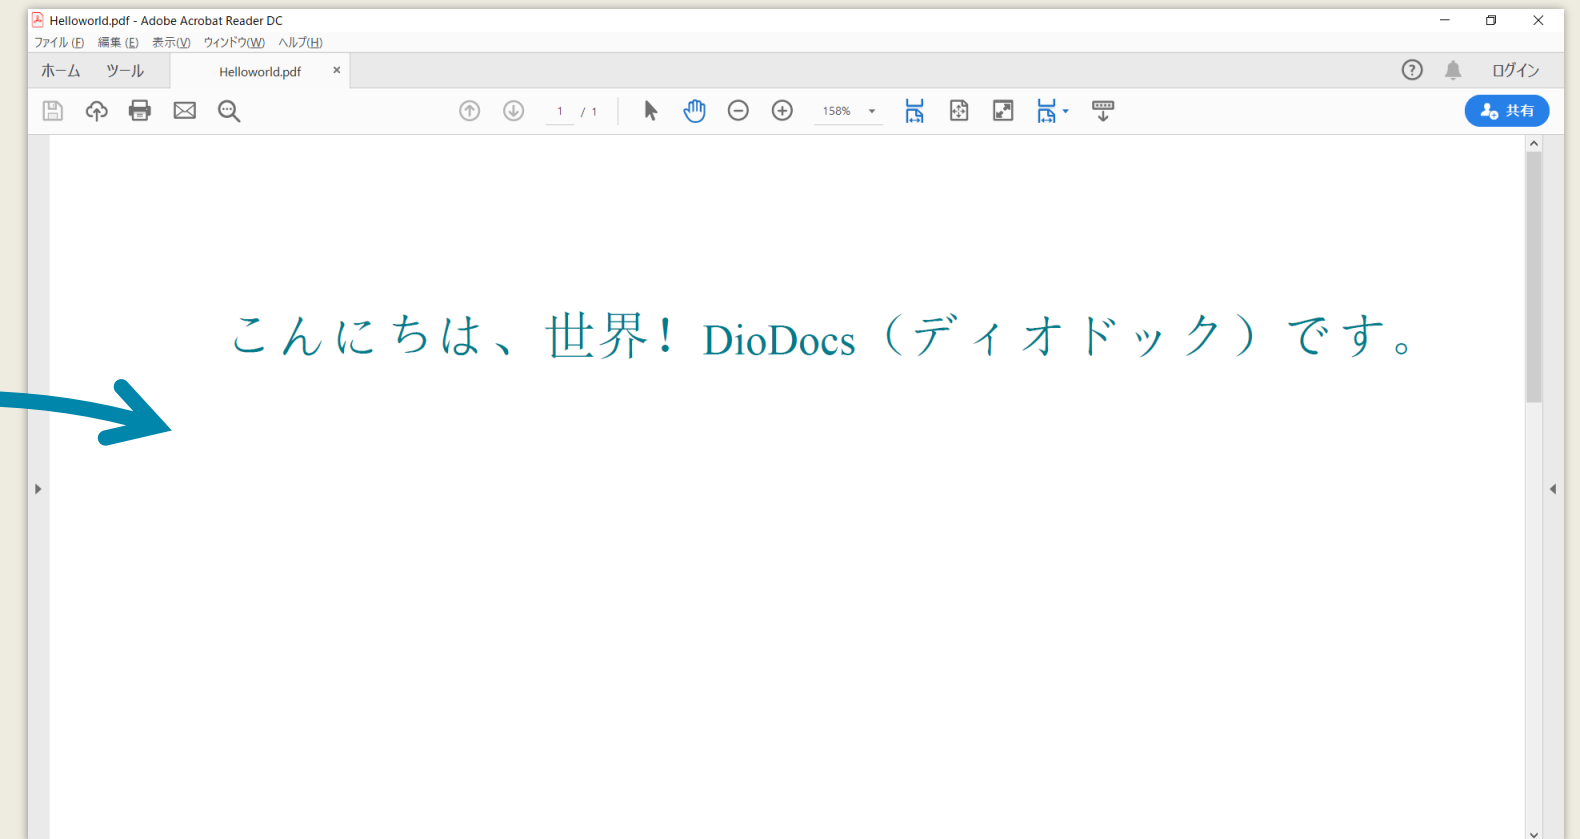 Helloworld.pdf - Adobe Acrobat Reader DC
ファイル(F) 編集(E) 表示(V) ウィンドウ(W) ヘルプ(H)
ホーム ツール Helloworld.pdf × ? ログイン
1 / 1 158% 共有
こんにちは、世界！DioDocs（ディオドック）です。